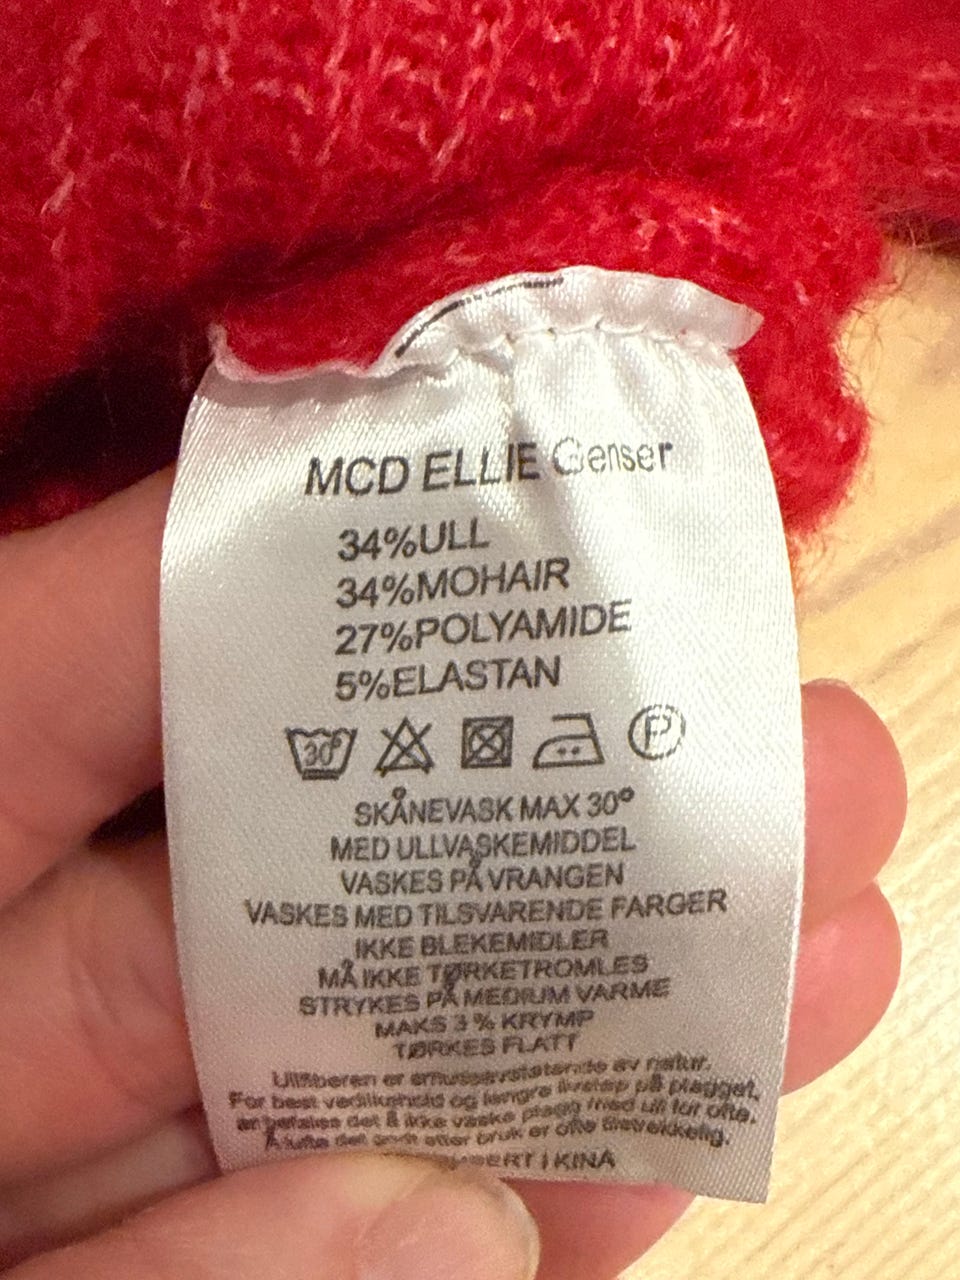 MCD ELLIE Genser
34%ULL
34%MOHAIR
27%POLYAMIDE
5%ELASTAN
30° P
SKÅNEVASK MAX 30°
MED ULLVASKEMIDDEL
VASKES PÅ VRANGEN
VASKES MED TILSVARENDE FARGER
IKKE BLEKEMIDLER
MÅ IKKE TØRKETROMLES
STRYKES PÅ MEDIUM VARME
MAKS 3 % KRYMP
TØRKES FLATT
Ullfiberen er smussavstøtende av natur.
For best vedlikehold og lengre livsløp på plagget,
anbefales det å ikke vaske plagg med ull for ofte.
Å lufte det godt etter bruk er ofte tilstrekkelig.
I KINA